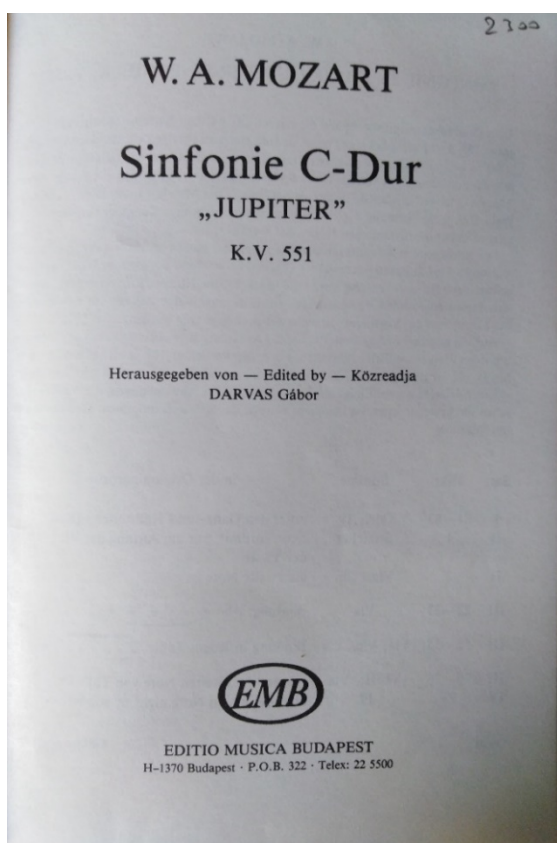 2300
W. A. MOZART
Sinfonie C-Dur
„JUPITER”
K.V. 551
Herausgegeben von — Edited by — Közreadja
DARVAS Gábor
EMB
EDITIO MUSICA BUDAPEST
H-1370 Budapest · P.O.B. 322 · Telex: 22 5500